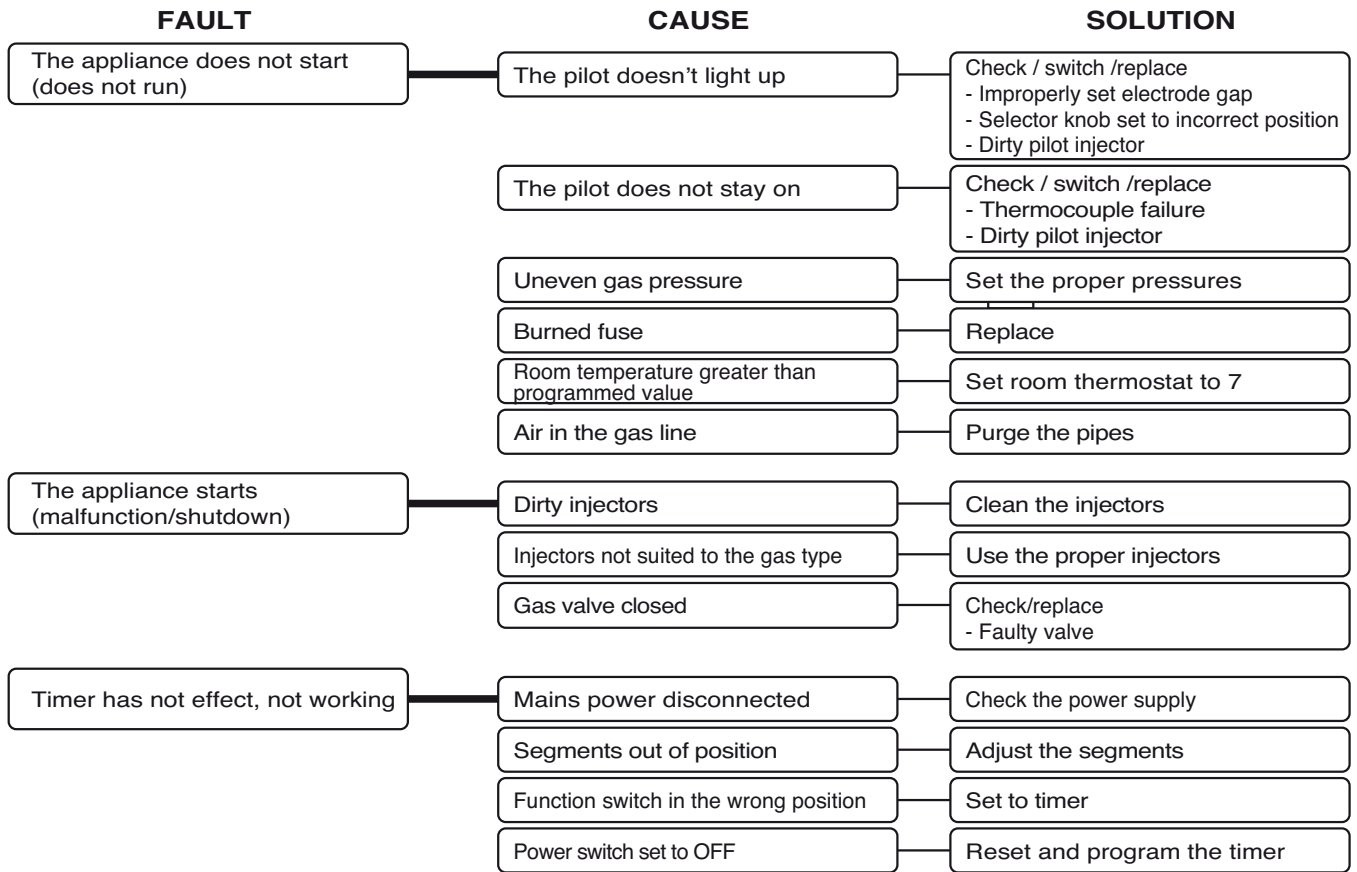 FAULT CAUSE SOLUTION
The appliance does not start
(does not run)
The pilot doesn't light up
Check / switch /replace
- Improperly set electrode gap
- Selector knob set to incorrect position
- Dirty pilot injector
The pilot does not stay on
Check / switch /replace
- Thermocouple failure
- Dirty pilot injector
Uneven gas pressure
Set the proper pressures
Burned fuse
Replace
Room temperature greater than
programmed value
Set room thermostat to 7
Air in the gas line
Purge the pipes
The appliance starts
(malfunction/shutdown)
Dirty injectors
Clean the injectors
Injectors not suited to the gas type
Use the proper injectors
Gas valve closed
Check/replace
- Faulty valve
Timer has not effect, not working
Mains power disconnected
Check the power supply
Segments out of position
Adjust the segments
Function switch in the wrong position
Set to timer
Power switch set to OFF
Reset and program the timer